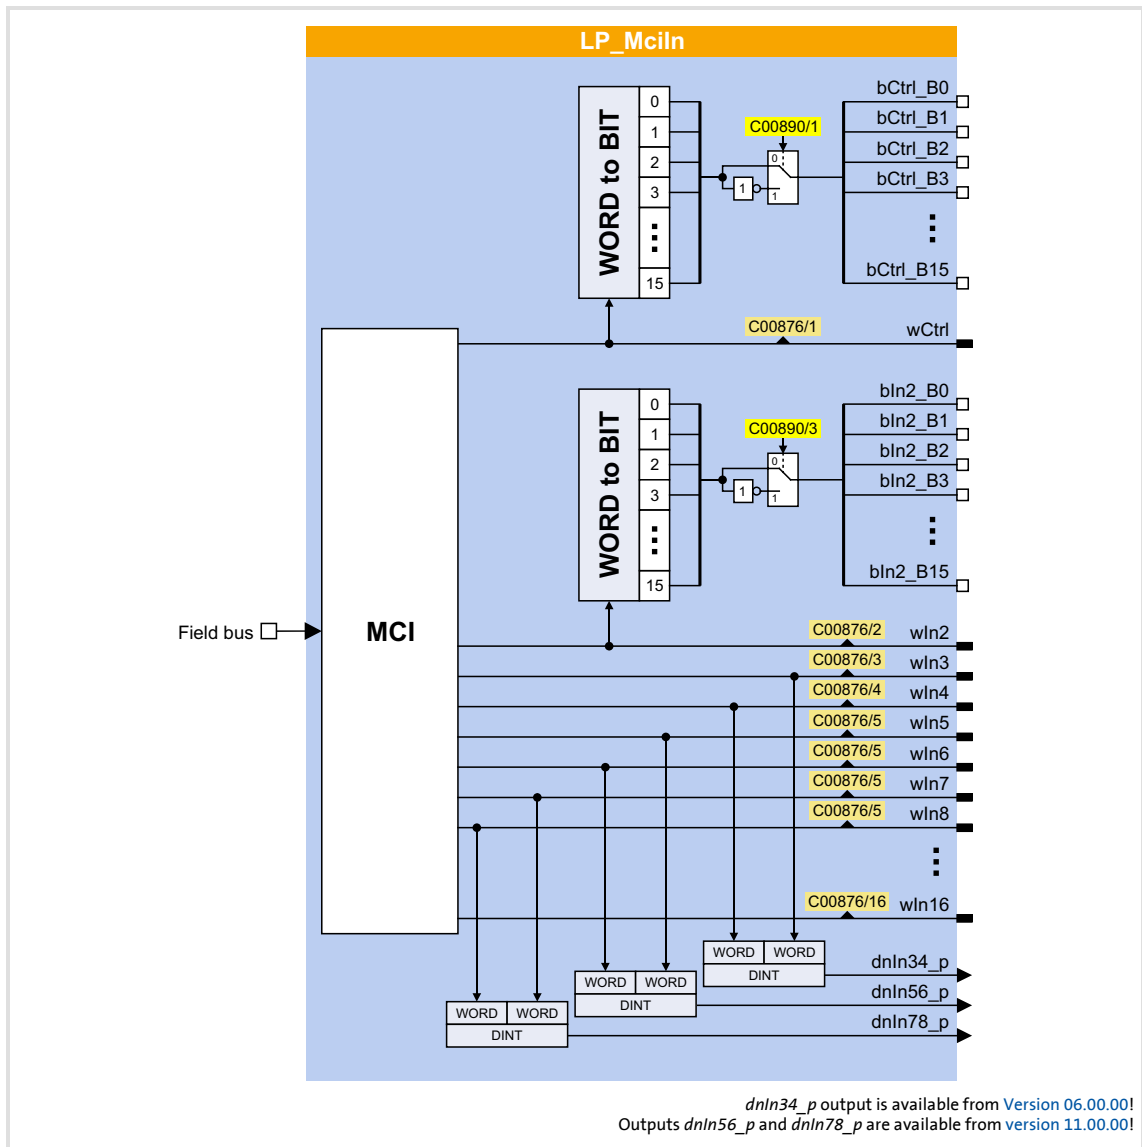 LP_MciIn
WORD to BIT
0
1
2
3
15
C00890/1
0
1
1
bCtrl_B0
bCtrl_B1
bCtrl_B2
bCtrl_B3
bCtrl_B15
C00876/1
wCtrl
WORD to BIT
0
1
2
3
15
C00890/3
0
1
1
bIn2_B0
bIn2_B1
bIn2_B2
bIn2_B3
bIn2_B15
Field bus
MCI
C00876/2 wIn2
C00876/3 wIn3
C00876/4 wIn4
C00876/5 wIn5
C00876/5 wIn6
C00876/5 wIn7
C00876/5 wIn8
C00876/16 wIn16
WORD WORD
DINT
dnIn34_p
WORD WORD
DINT
dnIn56_p
WORD WORD
DINT
dnIn78_p
dnIn34_p output is available from Version 06.00.00!
Outputs dnIn56_p and dnIn78_p are available from version 11.00.00!